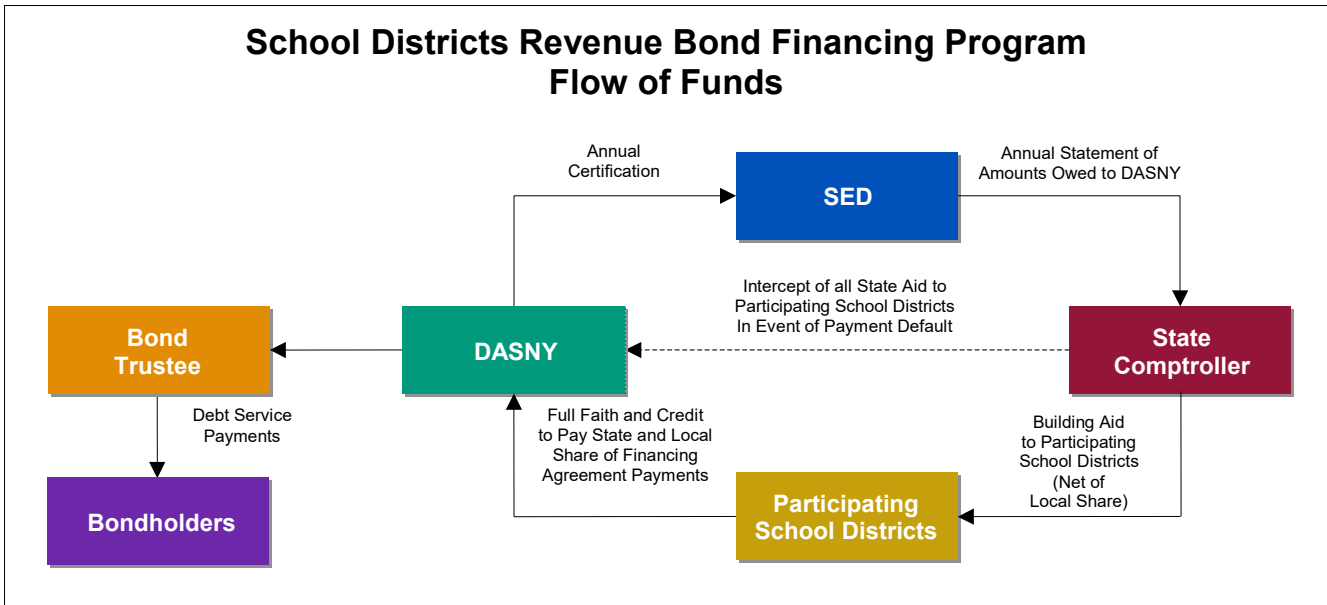 School Districts Revenue Bond Financing Program
Flow of Funds
Annual
Certification
SED
Annual Statement of
Amounts Owed to DASNY
Intercept of all State Aid to
Participating School Districts
In Event of Payment Default
Bond
Trustee
DASNY
State
Comptroller
Debt Service
Payments
Full Faith and Credit
to Pay State and Local
Share of Financing
Agreement Payments
Building Aid
to Participating
School Districts
(Net of
Local Share)
Bondholders
Participating
School Districts